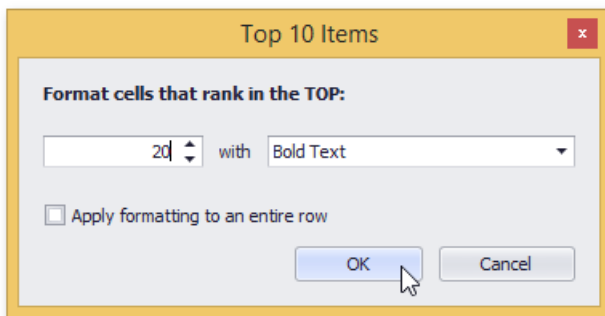 Top 10 Items
x
Format cells that rank in the TOP:
20 with Bold Text
Apply formatting to an entire row
OK Cancel